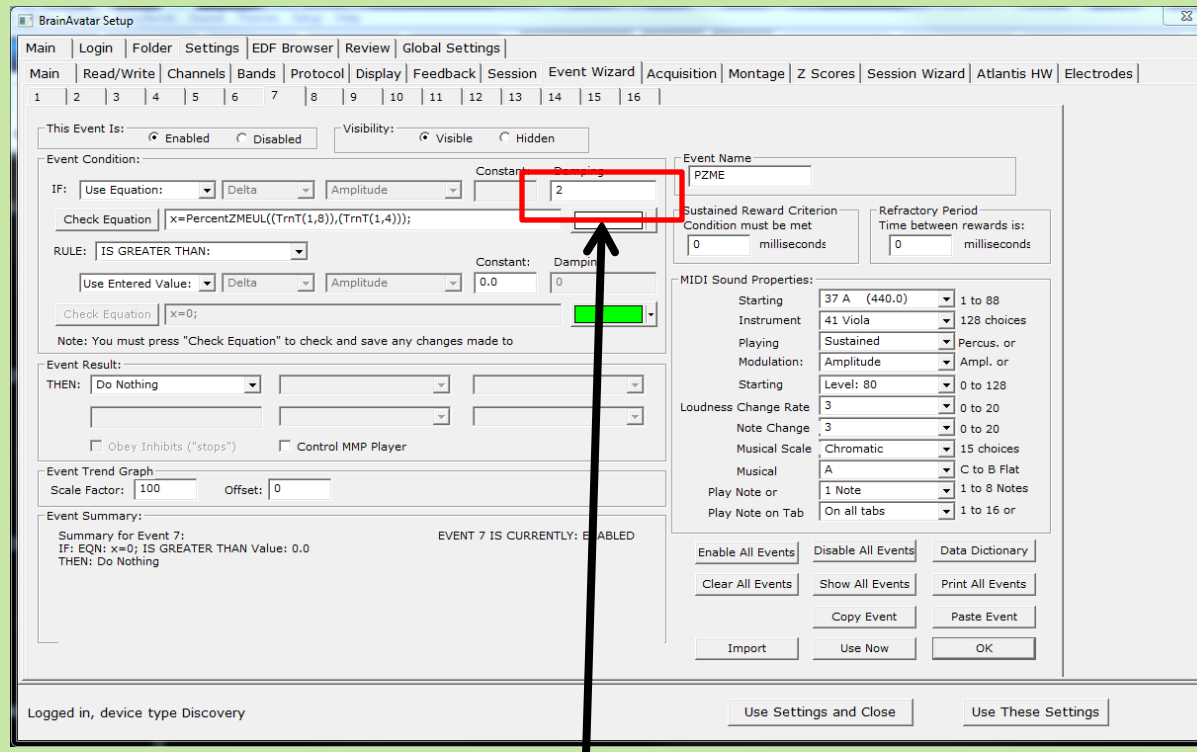 BrainAvatar Setup
Main Login Folder Settings EDF Browser Review Global Settings
Main Read/Write Channels Bands Protocol Display Feedback Session Event Wizard Acquisition Montage Z Scores Session Wizard Atlantis HW Electrodes
1 2 3 4 5 6 7 8 9 10 11 12 13 14 15 16
This Event Is: Enabled Disabled Visibility: Visible Hidden
Event Condition:
Constant: Damping
IF: Use Equation: Delta Amplitude 2
Check Equation x=PercentZMEUL((TrnT(1,8)),(TrnT(1,4)));
RULE: IS GREATER THAN:
Constant: Damping
Use Entered Value: Delta Amplitude 0.0 0
Check Equation x=0;
Note: You must press "Check Equation" to check and save any changes made to
Event Result:
THEN: Do Nothing
Obey Inhibits ("stops") Control MMP Player
Event Trend Graph
Scale Factor: 100 Offset: 0
Event Summary:
Summary for Event 7: EVENT 7 IS CURRENTLY: ENABLED
IF: EQN: x=0; IS GREATER THAN Value: 0.0
THEN: Do Nothing
Event Name
PZME
Sustained Reward Criterion
Condition must be met
0 milliseconds
Refractory Period
Time between rewards is:
0 milliseconds
MIDI Sound Properties:
Starting 37 A (440.0) 1 to 88
Instrument 41 Viola 128 choices
Playing Sustained Percus. or
Modulation: Amplitude Ampl. or
Starting Level: 80 0 to 128
Loudness Change Rate 3 0 to 20
Note Change 3 0 to 20
Musical Scale Chromatic 15 choices
Musical A C to B Flat
Play Note or 1 Note 1 to 8 Notes
Play Note on Tab On all tabs 1 to 16 or
Enable All Events Disable All Events Data Dictionary
Clear All Events Show All Events Print All Events
Copy Event Paste Event
Import Use Now OK
Logged in, device type Discovery Use Settings and Close Use These Settings